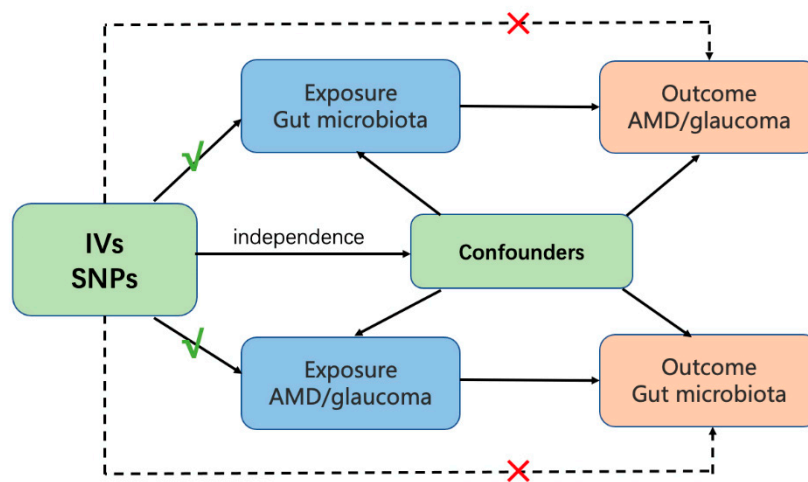 Exposure
Gut microbiota
Outcome
AMD/glaucoma
IVs
SNPs
independence
Confounders
Exposure
AMD/glaucoma
Outcome
Gut microbiota